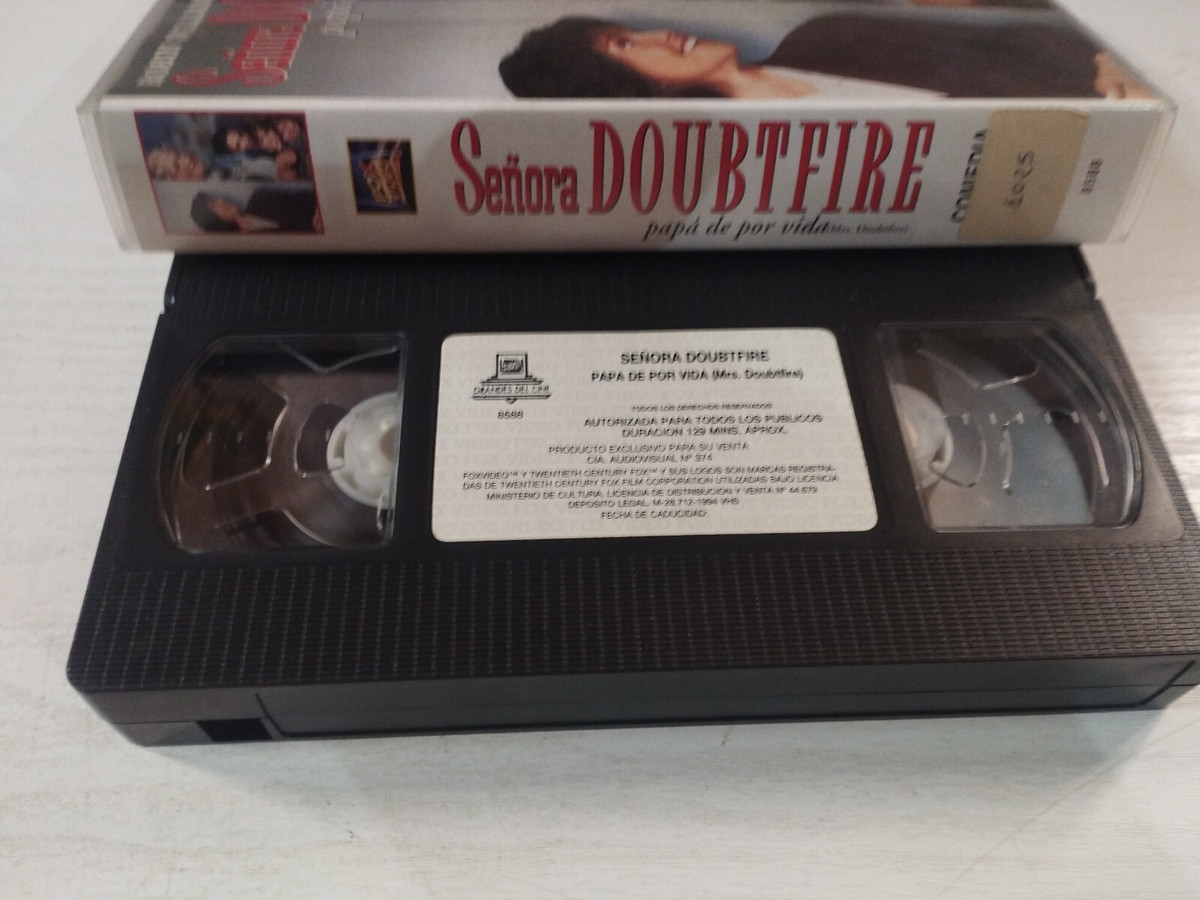 Señora
Señora DOUBTFIRE
papá de por vida (Mrs. Doubtfire)
COMEDIA
8588
SEÑORA DOUBTFIRE
PAPA DE POR VIDA (Mrs. Doubtfire)
GRANDES DEL CINE
8588
TODOS LOS DERECHOS RESERVADOS
AUTORIZADA PARA TODOS LOS PUBLICOS
DURACION 129 MINS. APROX.
PRODUCTO EXCLUSIVO PARA SU VENTA
CIA. AUDIOVISUAL Nº 874
FOXVIDEO™ Y TWENTIETH CENTURY FOX™ Y SUS LOGOS SON MARCAS REGISTRA-
DAS DE TWENTIETH CENTURY FOX FILM CORPORATION UTILIZADAS BAJO LICENCIA
MINISTERIO DE CULTURA. LICENCIA DE DISTRIBUCION Y VENTA Nº 44.879
DEPOSITO LEGAL. M-28.712-1994 VHS
FECHA DE CADUCIDAD: